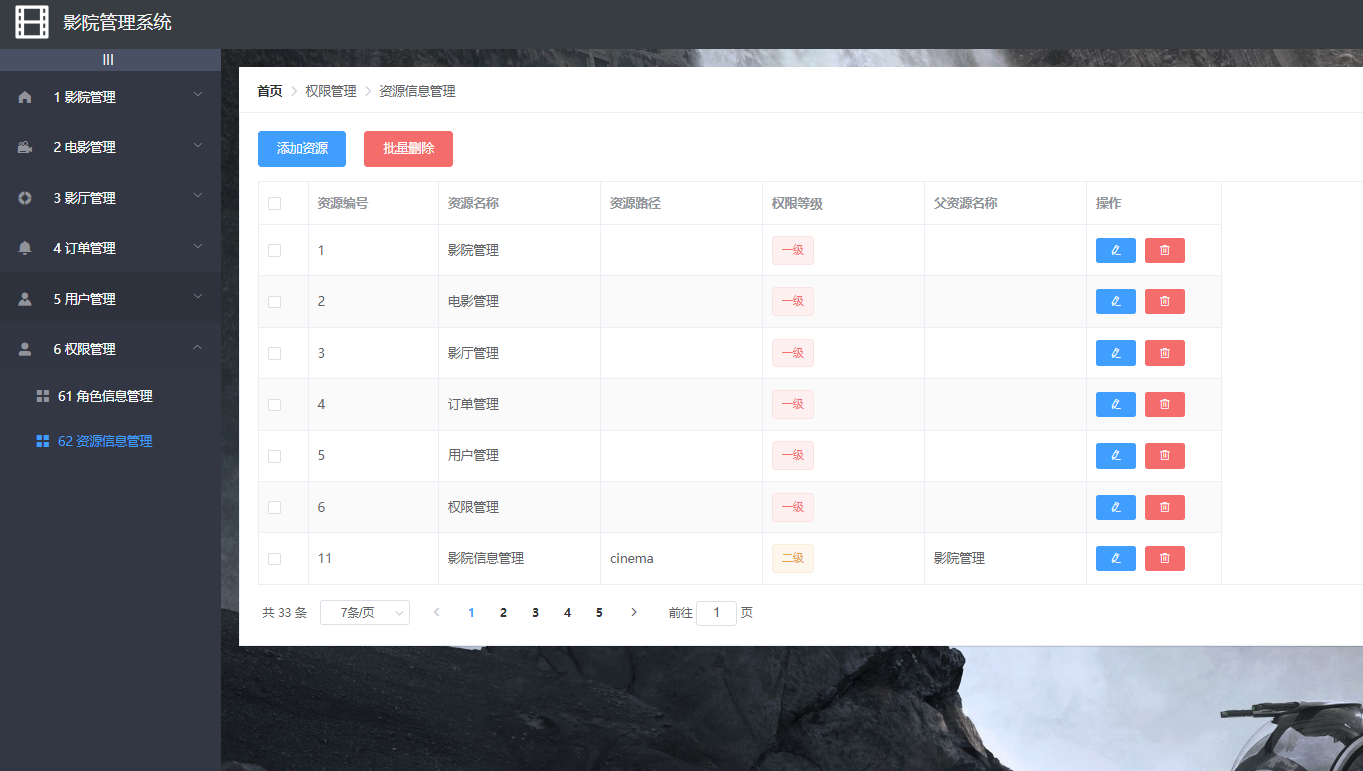 影院管理系统
|||
1 影院管理
2 电影管理
3 影厅管理
4 订单管理
5 用户管理
6 权限管理
61 角色信息管理
62 资源信息管理
首页 > 权限管理 > 资源信息管理
添加资源 批量删除
资源编号 资源名称 资源路径 权限等级 父资源名称 操作
1 影院管理 一级
2 电影管理 一级
3 影厅管理 一级
4 订单管理 一级
5 用户管理 一级
6 权限管理 一级
11 影院信息管理 cinema 二级 影院管理
共 33 条 7条/页 < 1 2 3 4 5 > 前往 1 页